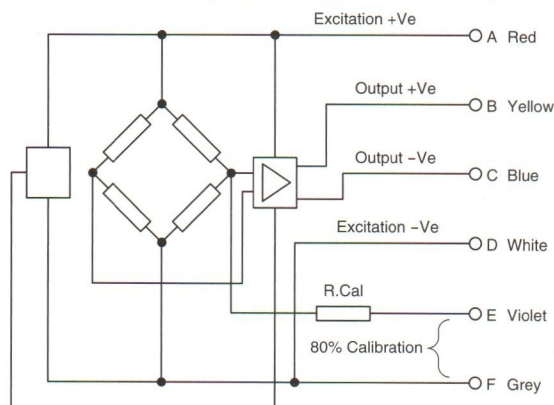 Excitation +Ve
A Red
Output +Ve
B Yellow
Output −Ve
C Blue
Excitation −Ve
D White
R.Cal
E Violet
80% Calibration
F Grey